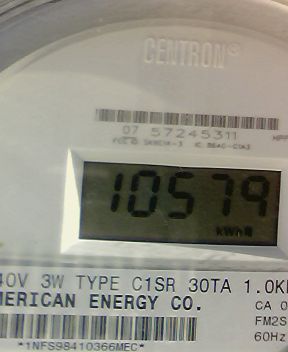 CENTRON®
07 57245311
10579
kWh
40V 3W TYPE C1SR 30TA 1.0K
MERICAN ENERGY CO.
CA 0
FM2S
60Hz
*1NFS98410366MEC*